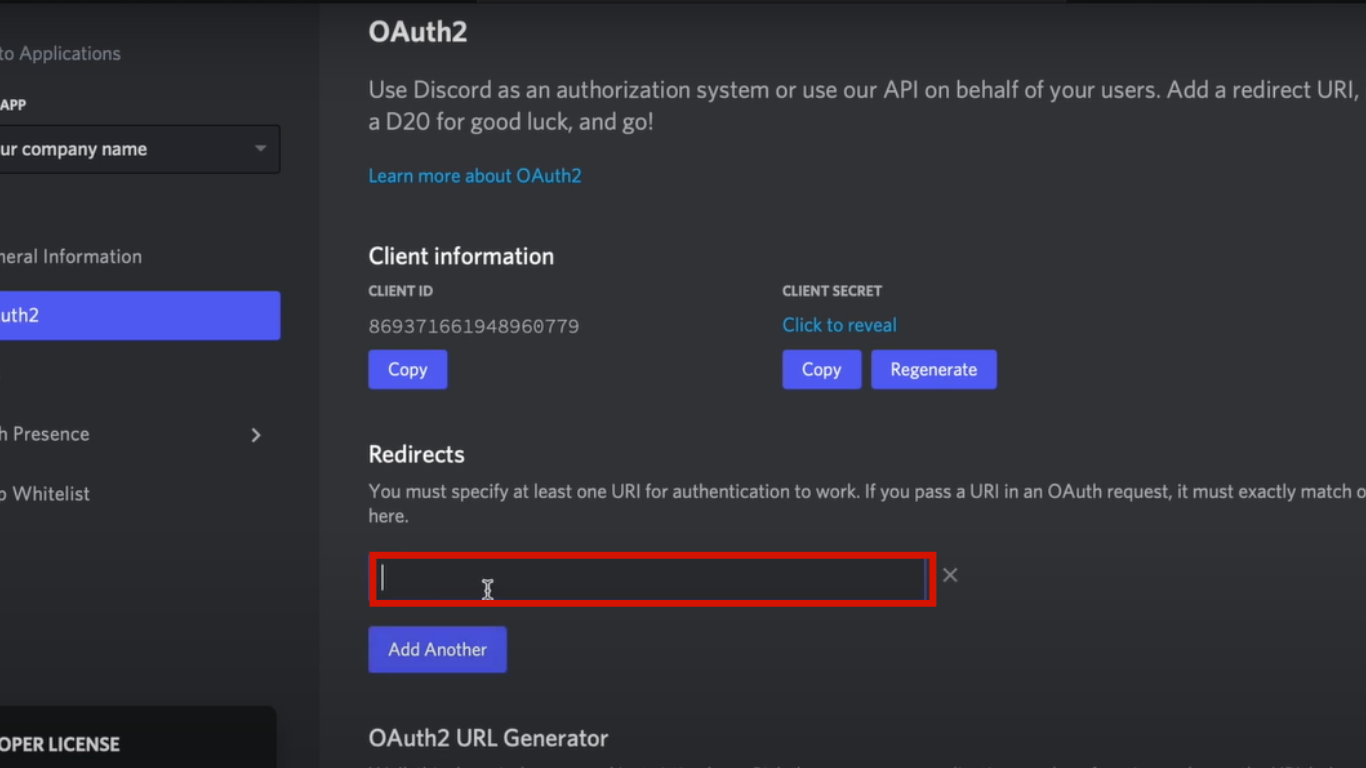 OAuth2
to Applications
Use Discord as an authorization system or use our API on behalf of your users. Add a redirect URI,
a D20 for good luck, and go!
APP
ur company name
Learn more about OAuth2
neral Information
Client information
CLIENT ID
CLIENT SECRET
uth2
869371661948960779
Click to reveal
Copy
Copy
Regenerate
h Presence
Redirects
p Whitelist
You must specify at least one URI for authentication to work. If you pass a URI in an OAuth request, it must exactly match o
here.
Add Another
OAuth2 URL Generator
OPER LICENSE